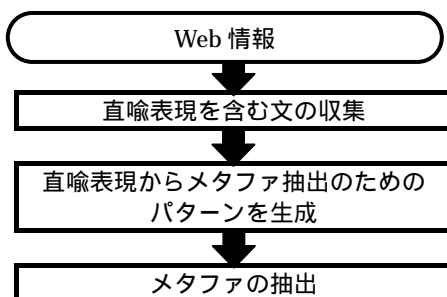 Web 情報
直喩表現を含む文の収集
直喩表現からメタファ抽出のための
パターンを生成
メタファの抽出